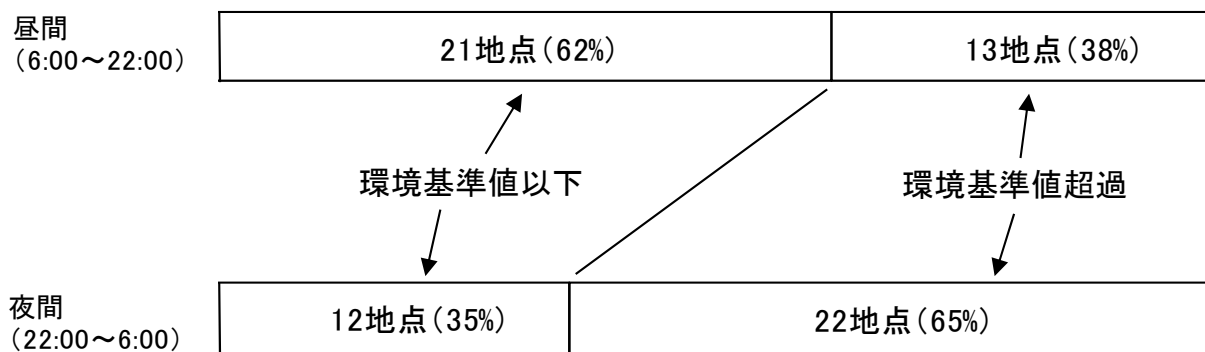 昼間
(6:00～22:00)
21地点(62%)
13地点(38%)
環境基準値以下
環境基準値超過
夜間
(22:00～6:00)
12地点(35%)
22地点(65%)